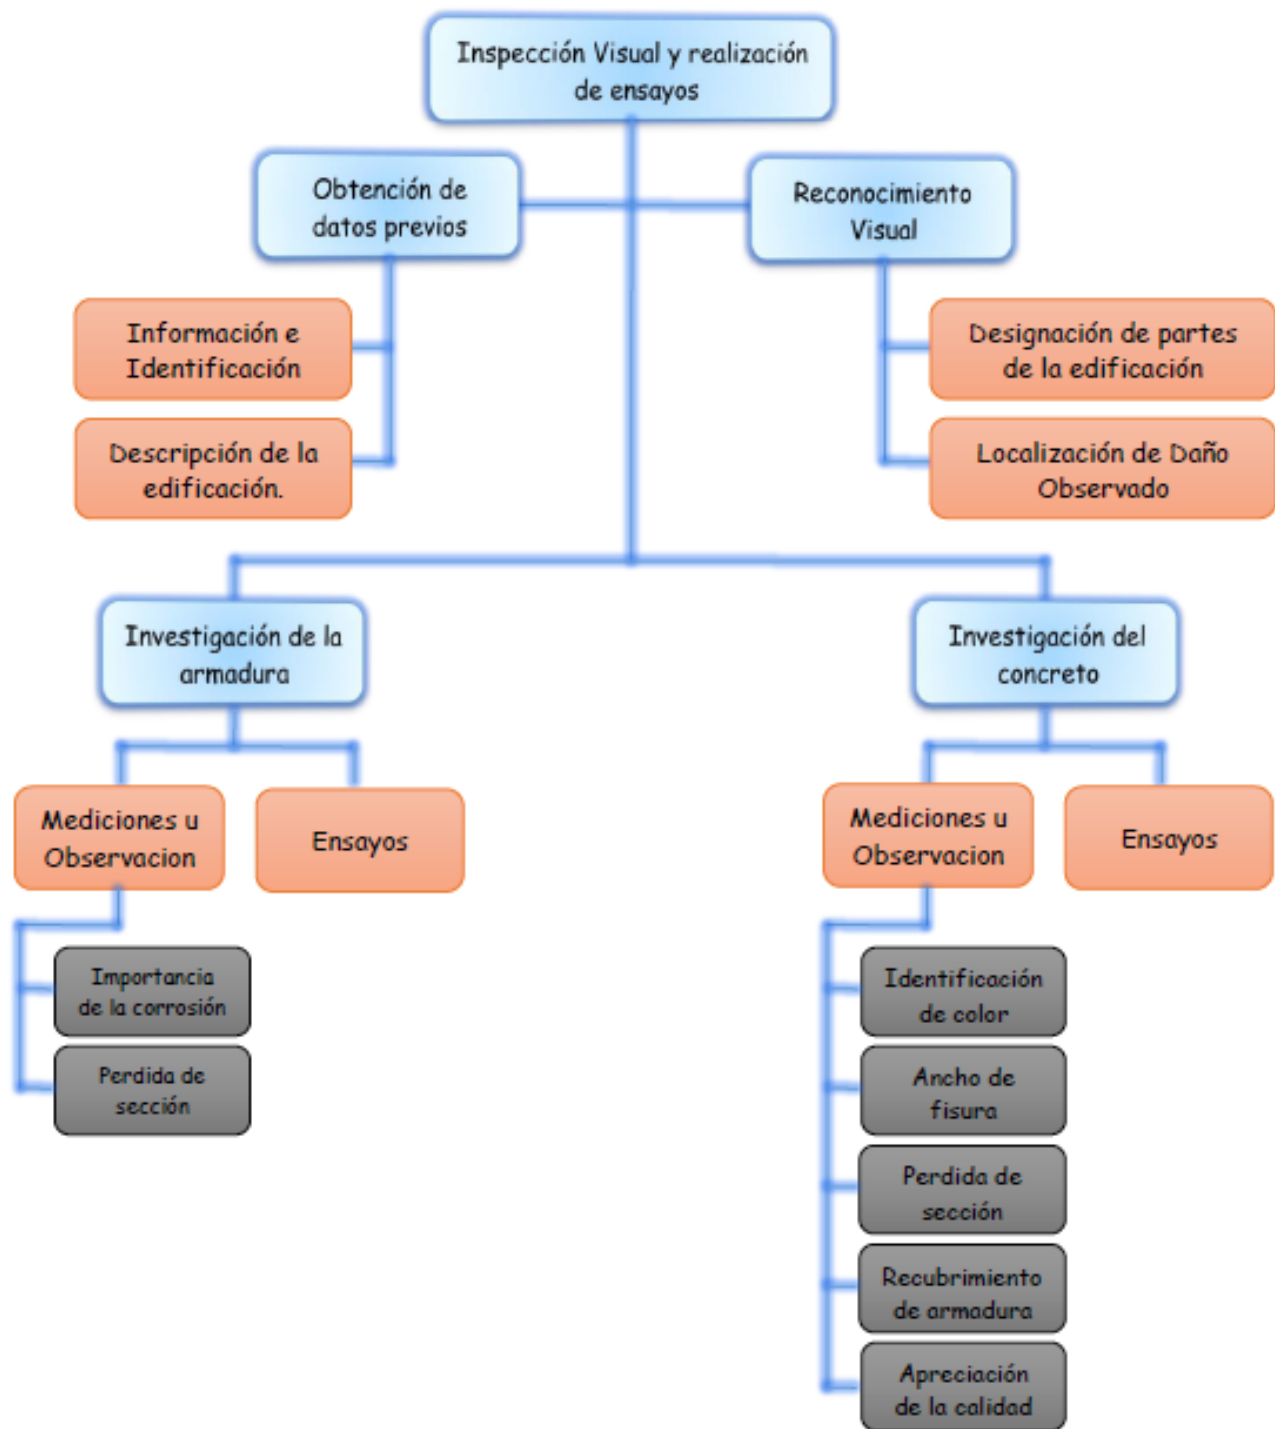 Inspección Visual y realización
de ensayos
Obtención de
datos previos
Reconocimiento
Visual
Información e
Identificación
Descripción de la
edificación.
Designación de partes
de la edificación
Localización de Daño
Observado
Investigación de la
armadura
Investigación del
concreto
Mediciones u
Observacion
Ensayos
Mediciones u
Observacion
Ensayos
Importancia
de la corrosión
Perdida de
sección
Identificación
de color
Ancho de
fisura
Perdida de
sección
Recubrimiento
de armadura
Apreciación
de la calidad